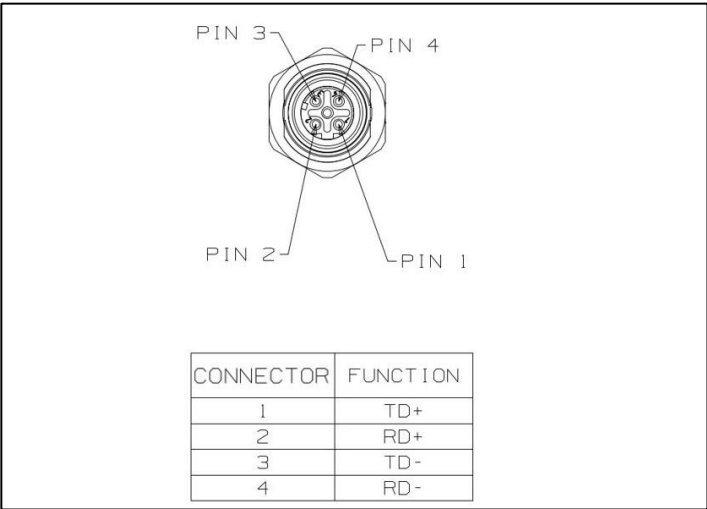 PIN 3
PIN 4
PIN 2
PIN 1
CONNECTOR FUNCTION
1 TD+
2 RD+
3 TD-
4 RD-